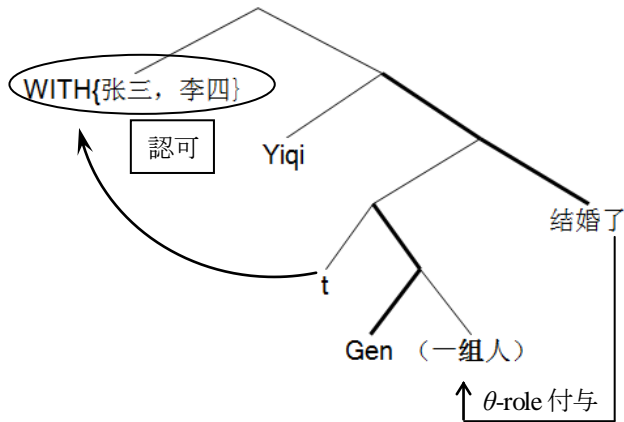 WITH{张三，李四}
認可
Yiqi
结婚了
t
Gen （一组人）
θ-role 付与